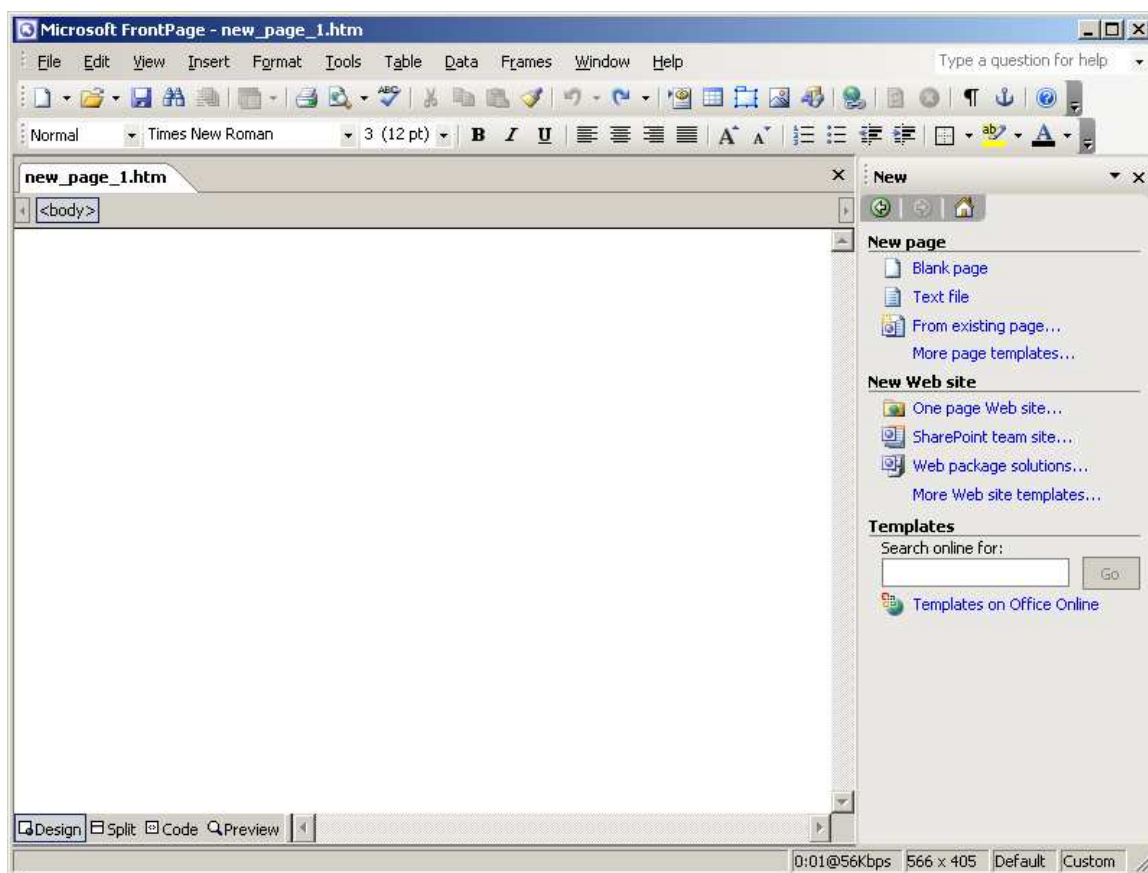 Microsoft FrontPage - new_page_1.htm
File Edit View Insert Format Tools Table Data Frames Window Help Type a question for help
Normal Times New Roman 3 (12 pt) B I U A A ab A
new_page_1.htm New
<body>
New page
Blank page
Text file
From existing page...
More page templates...
New Web site
One page Web site...
SharePoint team site...
Web package solutions...
More Web site templates...
Templates
Search online for:
Go
Templates on Office Online
Design Split Code Preview
0:01@56Kbps 566 x 405 Default Custom